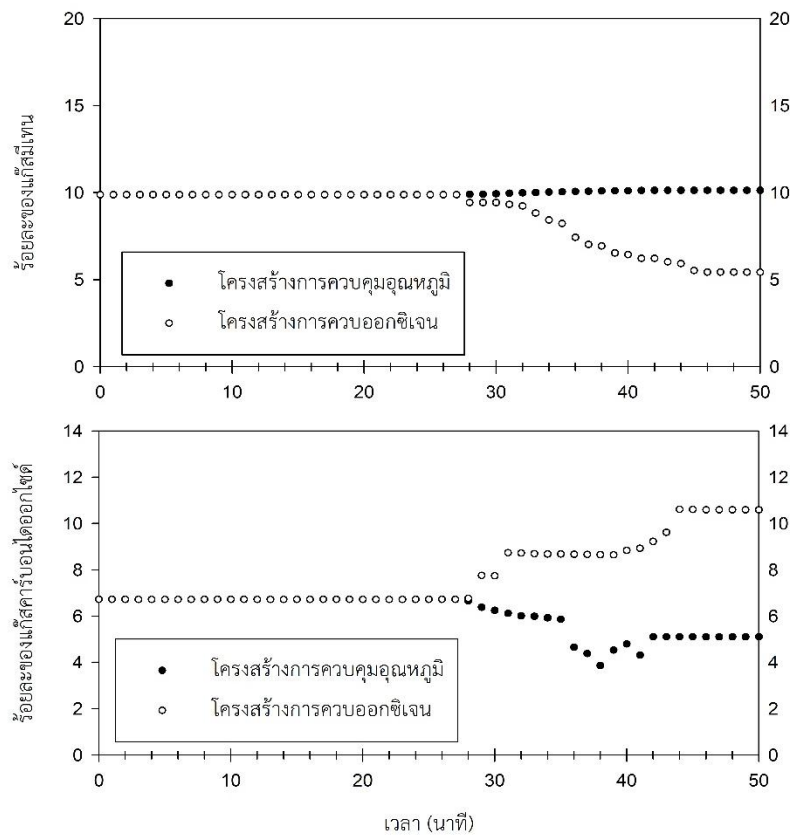 20 20
15 15
10 10
5 5
0 0
ร้อยละของแก๊สมีเทน
โครงสร้างการควบคุมอุณหภูมิ
โครงสร้างการควบออกซิเจน
0 10 20 30 40 50
14 14
12 12
10 10
8 8
6 6
4 4
2 2
0 0
ร้อยละของแก๊สคาร์บอนไดออกไซด์
โครงสร้างการควบคุมอุณหภูมิ
โครงสร้างการควบออกซิเจน
0 10 20 30 40 50
เวลา (นาที)